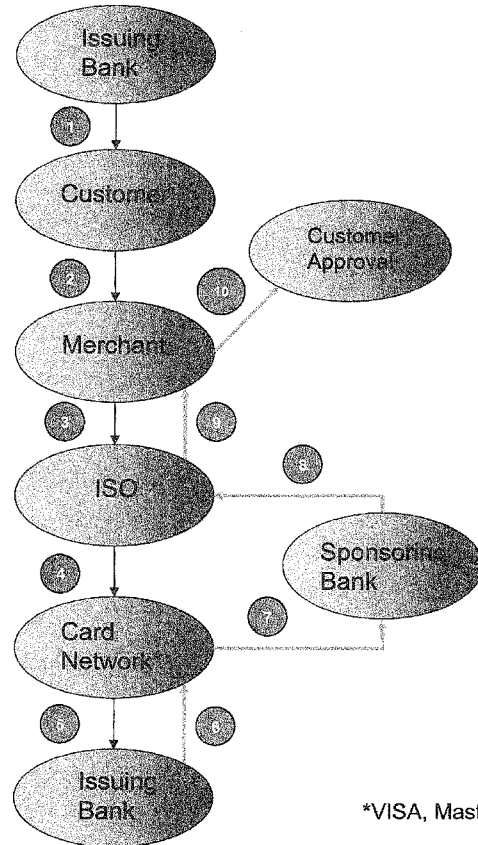 Issuing
Bank
1
Customer
2
10
Customer
Approval
Merchant
3
9
8
ISO
4
Sponsoring
Bank
7
Card
Network*
5
6
Issuing
Bank
*VISA, Mast